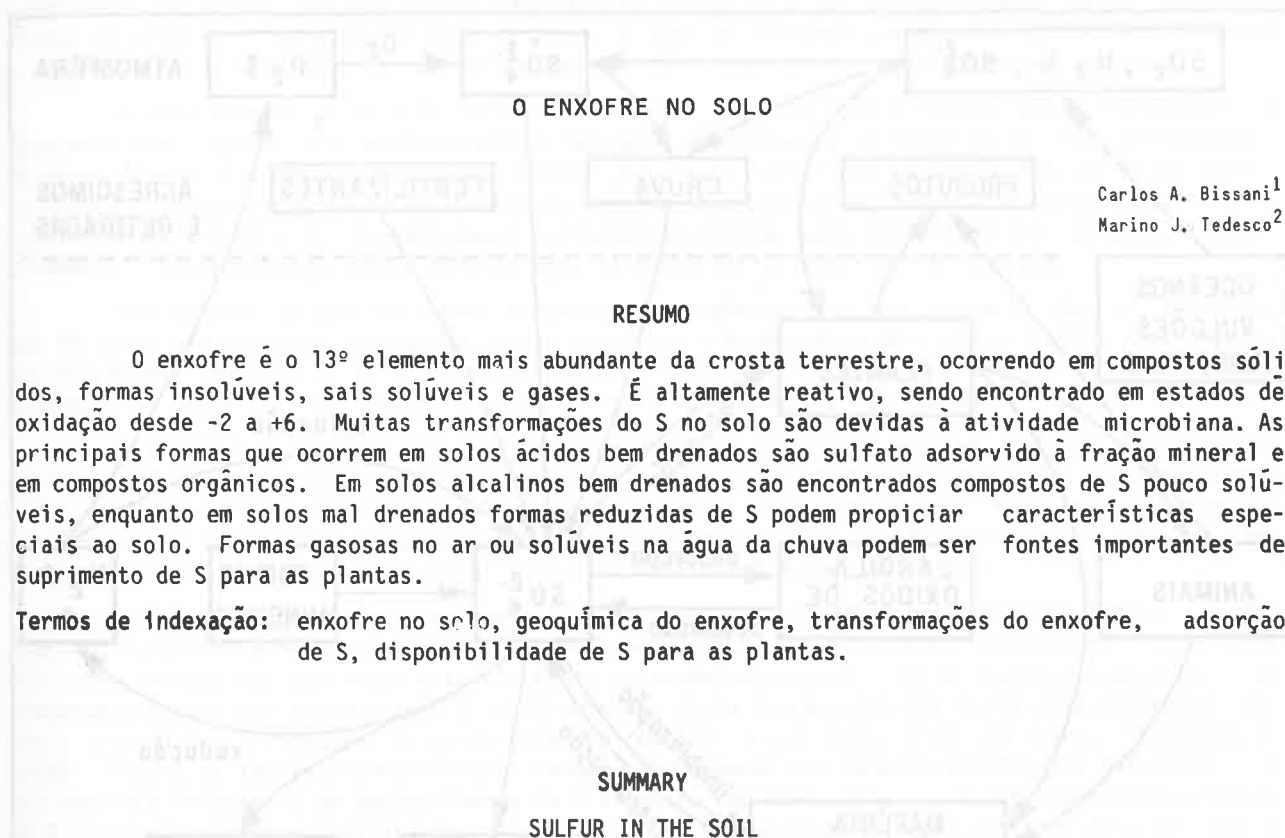 O ENXOFRE NO SOLO
Carlos A. Bissani1
Marino J. Tedesco2
RESUMO
O enxofre é o 13º elemento mais abundante da crosta terrestre, ocorrendo em compostos sóli
dos, formas insolúveis, sais solúveis e gases. É altamente reativo, sendo encontrado em estados de
oxidação desde -2 a +6. Muitas transformações do S no solo são devidas à atividade microbiana. As
principais formas que ocorrem em solos ácidos bem drenados são sulfato adsorvido à fração mineral e
em compostos orgânicos. Em solos alcalinos bem drenados são encontrados compostos de S pouco solú-
veis, enquanto em solos mal drenados formas reduzidas de S podem propiciar características espe-
ciais ao solo. Formas gasosas no ar ou solúveis na água da chuva podem ser fontes importantes de
suprimento de S para as plantas.
Termos de indexação: enxofre no solo, geoquímica do enxofre, transformações do enxofre, adsorção
de S, disponibilidade de S para as plantas.
SUMMARY
SULFUR IN THE SOIL